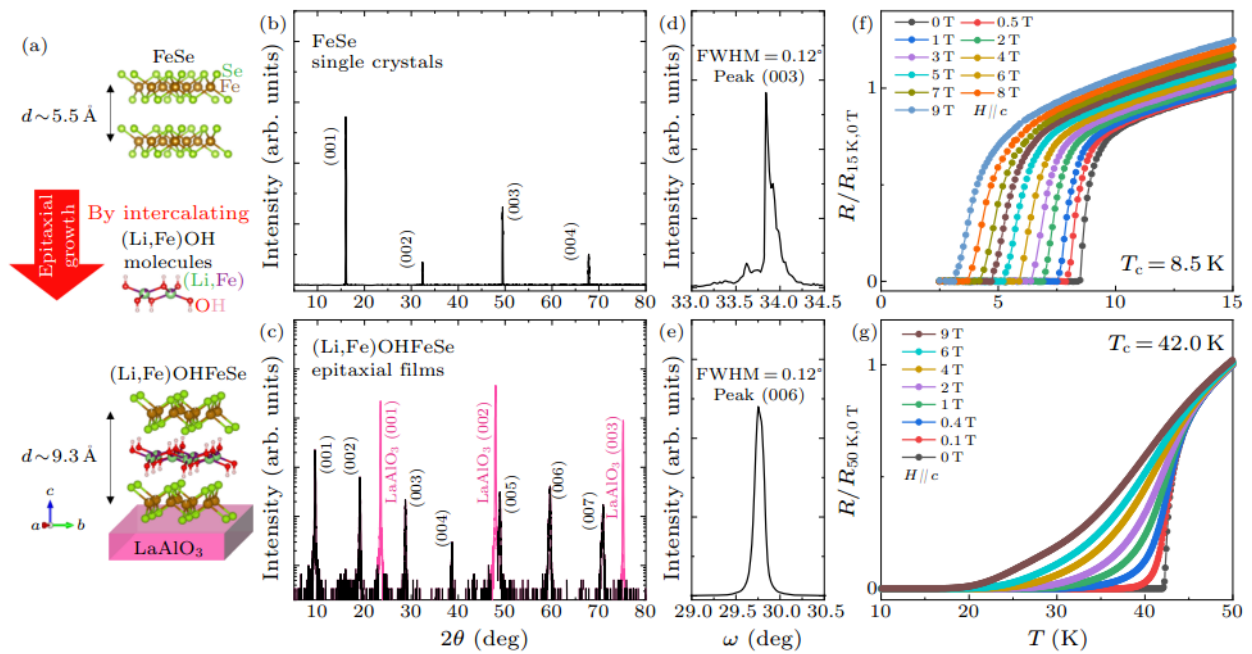 (a)
FeSe
Se
Fe
d~5.5 Å
Epitaxial
growth
By intercalating
(Li,Fe)OH
molecules
(Li,Fe)
OH
(Li,Fe)OHFeSe
d~9.3 Å
c
a
b
LaAlO3
(b)
FeSe
single crystals
Intensity (arb. units)
(001)
(002)
(003)
(004)
10 20 30 40 50 60 70 80
(c)
(Li,Fe)OHFeSe
epitaxial films
Intensity (arb. units)
(001)
(002)
LaAlO3 (001)
(003)
(004)
LaAlO3 (002)
(005)
(006)
(007)
LaAlO3 (003)
10 20 30 40 50 60 70 80
2θ (deg)
(d)
FWHM=0.12°
Peak (003)
Intensity (arb. units)
33.0 33.5 34.0 34.5
(e)
FWHM=0.12°
Peak (006)
Intensity (arb. units)
29.0 29.5 30.0 30.5
ω (deg)
(f)
0 T 0.5 T
1 T 2 T
3 T 4 T
5 T 6 T
7 T 8 T
9 T H//c
R/R15 K,0T
1
0
Tc=8.5 K
0 5 10 15
(g)
9 T
6 T
4 T
2 T
1 T
0.4 T
0.1 T
0 T
H//c
Tc=42.0 K
R/R50 K,0T
1
0
10 20 30 40 50
T (K)